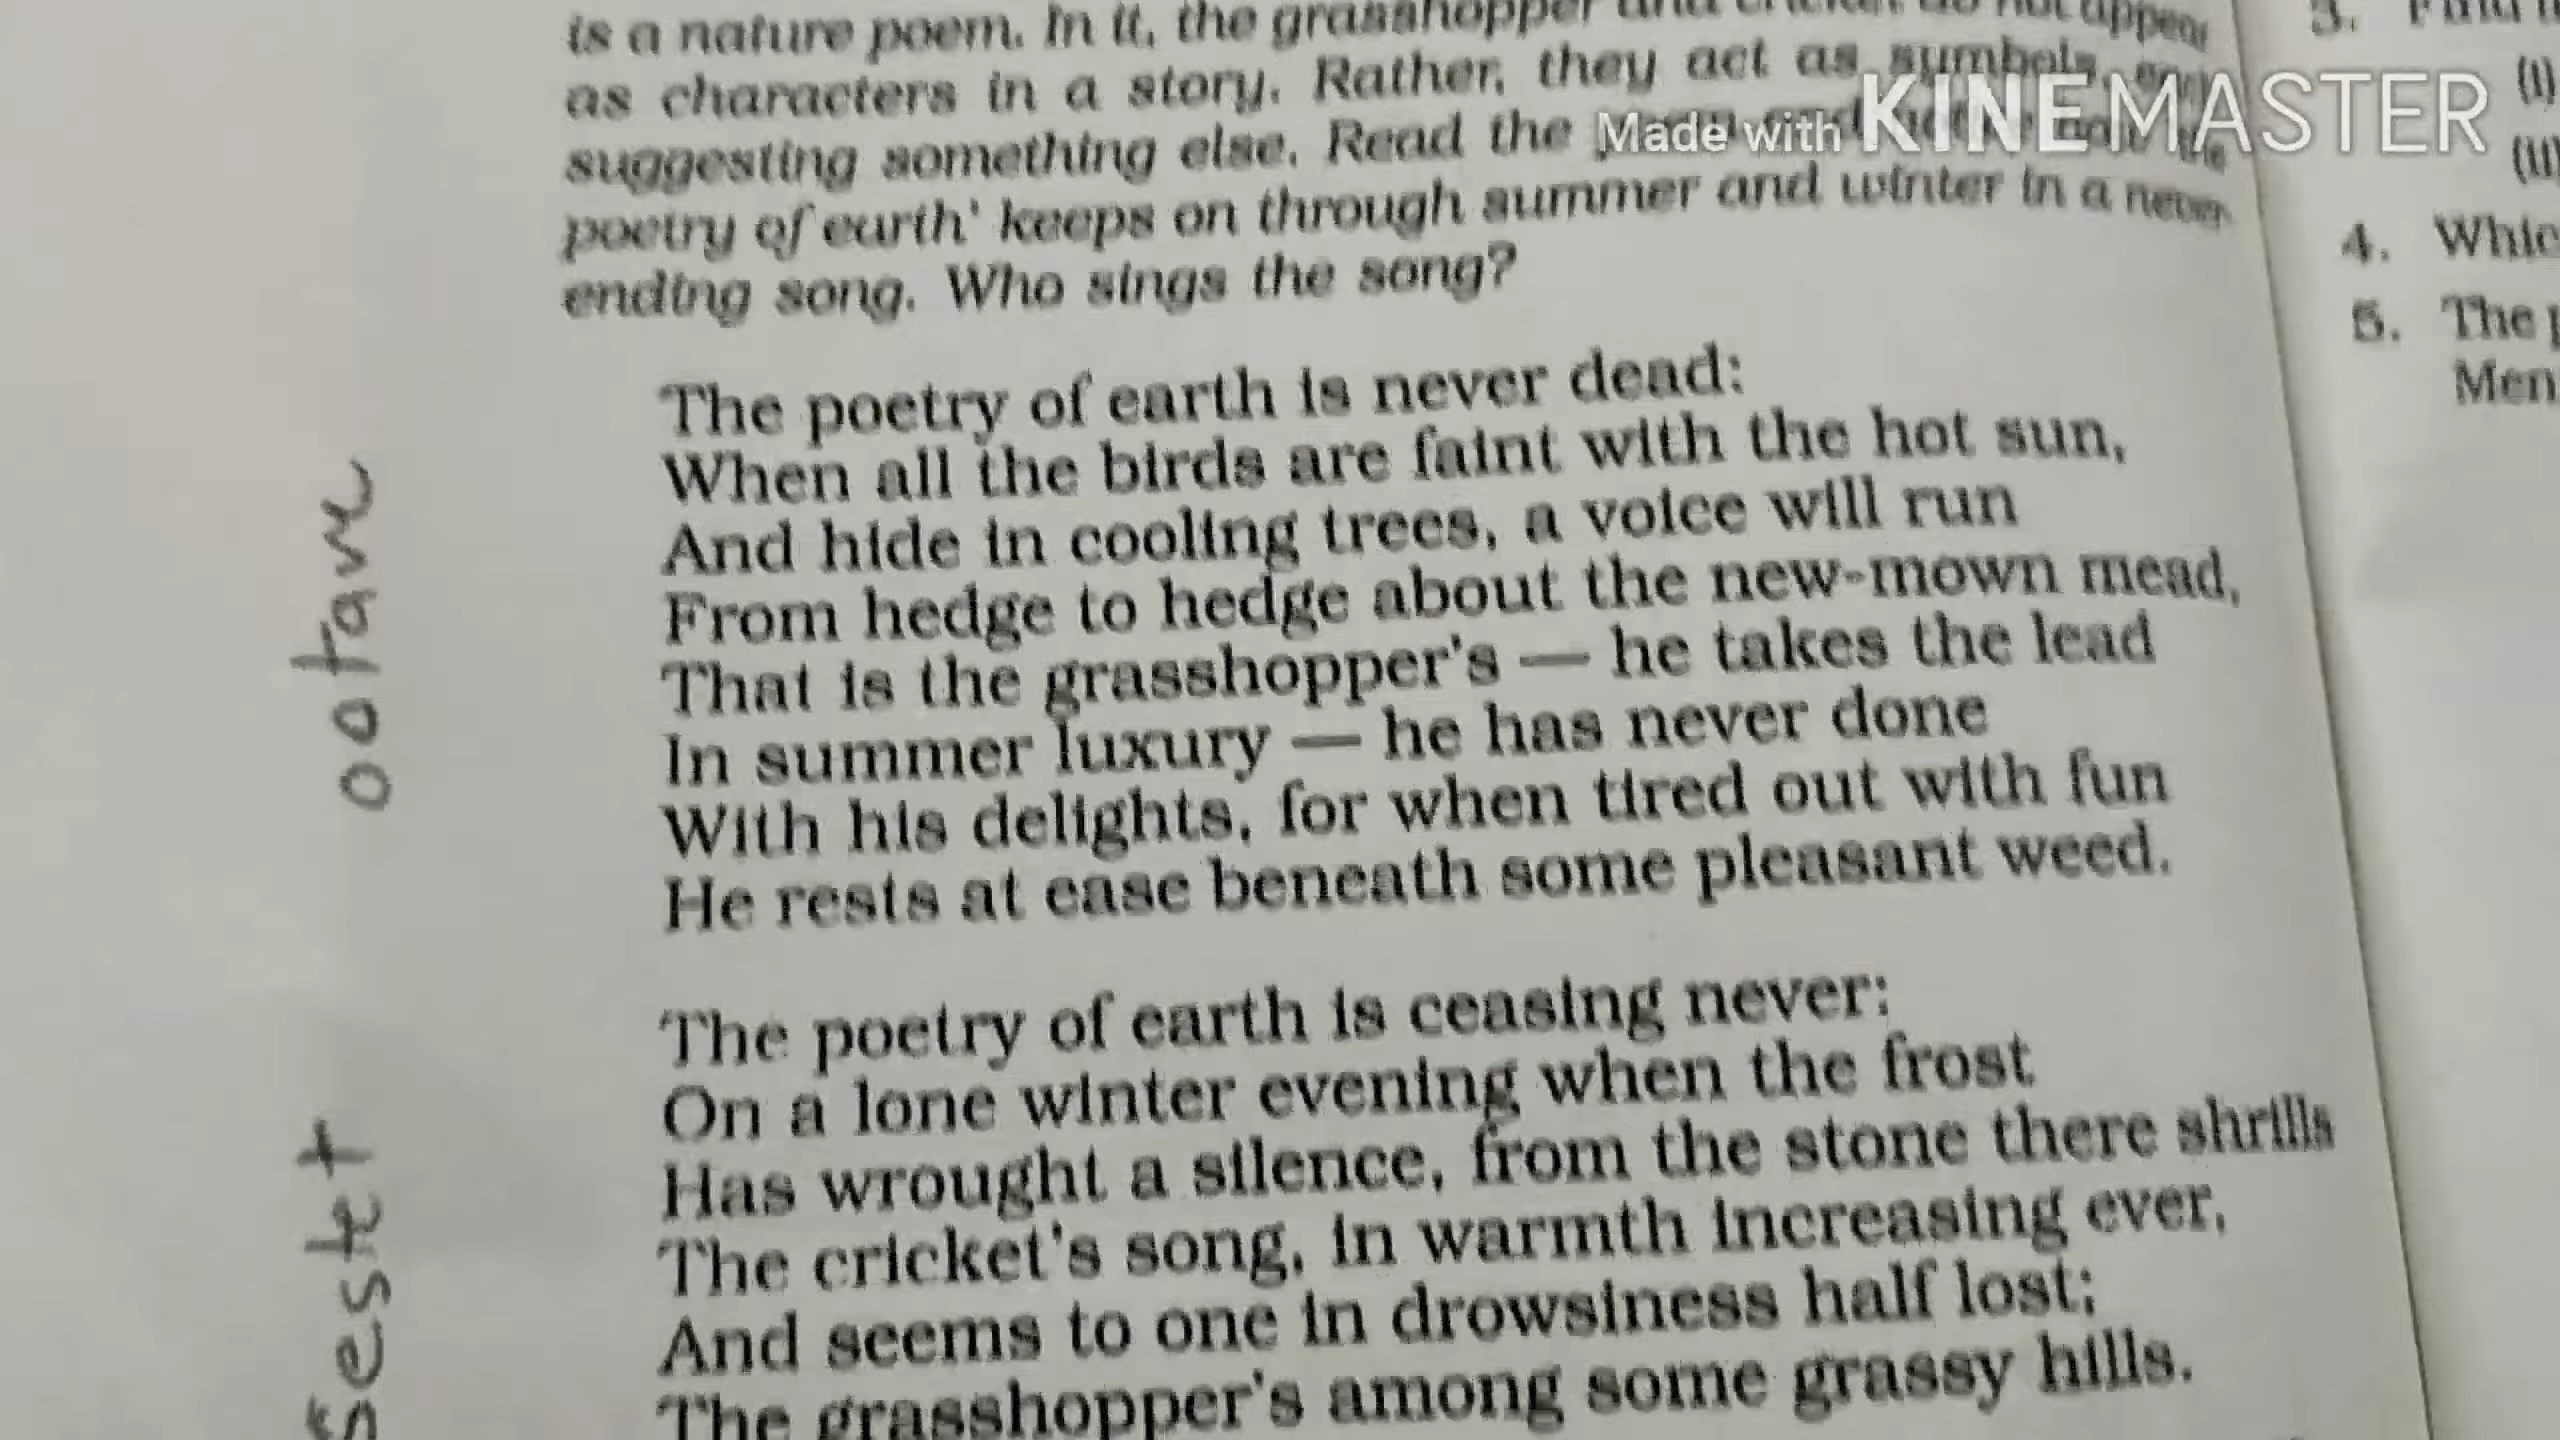 is a nature poem. In it, the grasshopper and cricket do not appear
as characters in a story. Rather, they act as symbols,
suggesting something else. Read the
poetry of earth' keeps on through summer and winter in a never-
ending song. Who sings the song?
The poetry of earth is never dead:
When all the birds are faint with the hot sun,
And hide in cooling trees, a voice will run
From hedge to hedge about the new-mown mead,
That is the grasshopper's — he takes the lead
In summer luxury — he has never done
With his delights, for when tired out with fun
He rests at ease beneath some pleasant weed.
The poetry of earth is ceasing never:
On a lone winter evening when the frost
Has wrought a silence, from the stone there shrills
The cricket's song, in warmth increasing ever,
And seems to one in drowsiness half lost;
The grasshopper's among some grassy hills.
ootave
Sestet
Made with KINEMASTER
3.
(i)
(ii)
4.
5. The